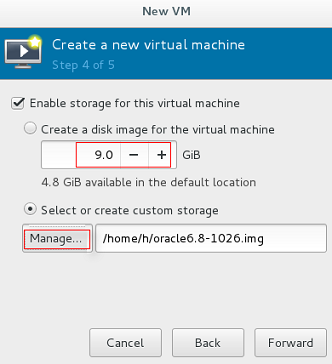 New VM
Create a new virtual machine
Step 4 of 5
Enable storage for this virtual machine
Create a disk image for the virtual machine
9.0 − + GiB
4.8 GiB available in the default location
Select or create custom storage
Manage... /home/h/oracle6.8-1026.img
Cancel Back Forward